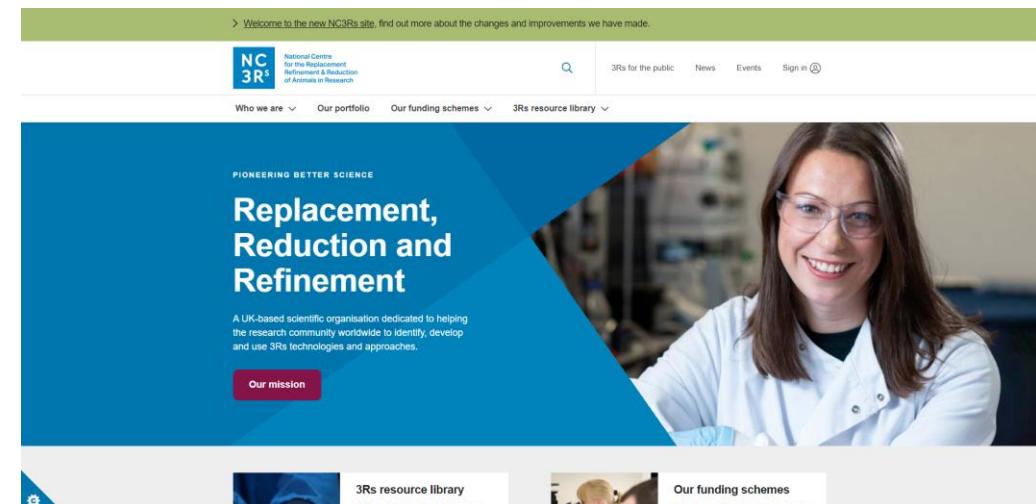 Welcome to the new NC3Rs site, find out more about the changes and improvements we have made.
NC
3Rs
National Centre
for the Replacement
Refinement & Reduction
of Animals in Research
3Rs for the public News Events Sign in
Who we are Our portfolio Our funding schemes 3Rs resource library
PIONEERING BETTER SCIENCE
Replacement,
Reduction and
Refinement
A UK-based scientific organisation dedicated to helping
the research community worldwide to identify, develop
and use 3Rs technologies and approaches.
Our mission
3Rs resource library
Our funding schemes